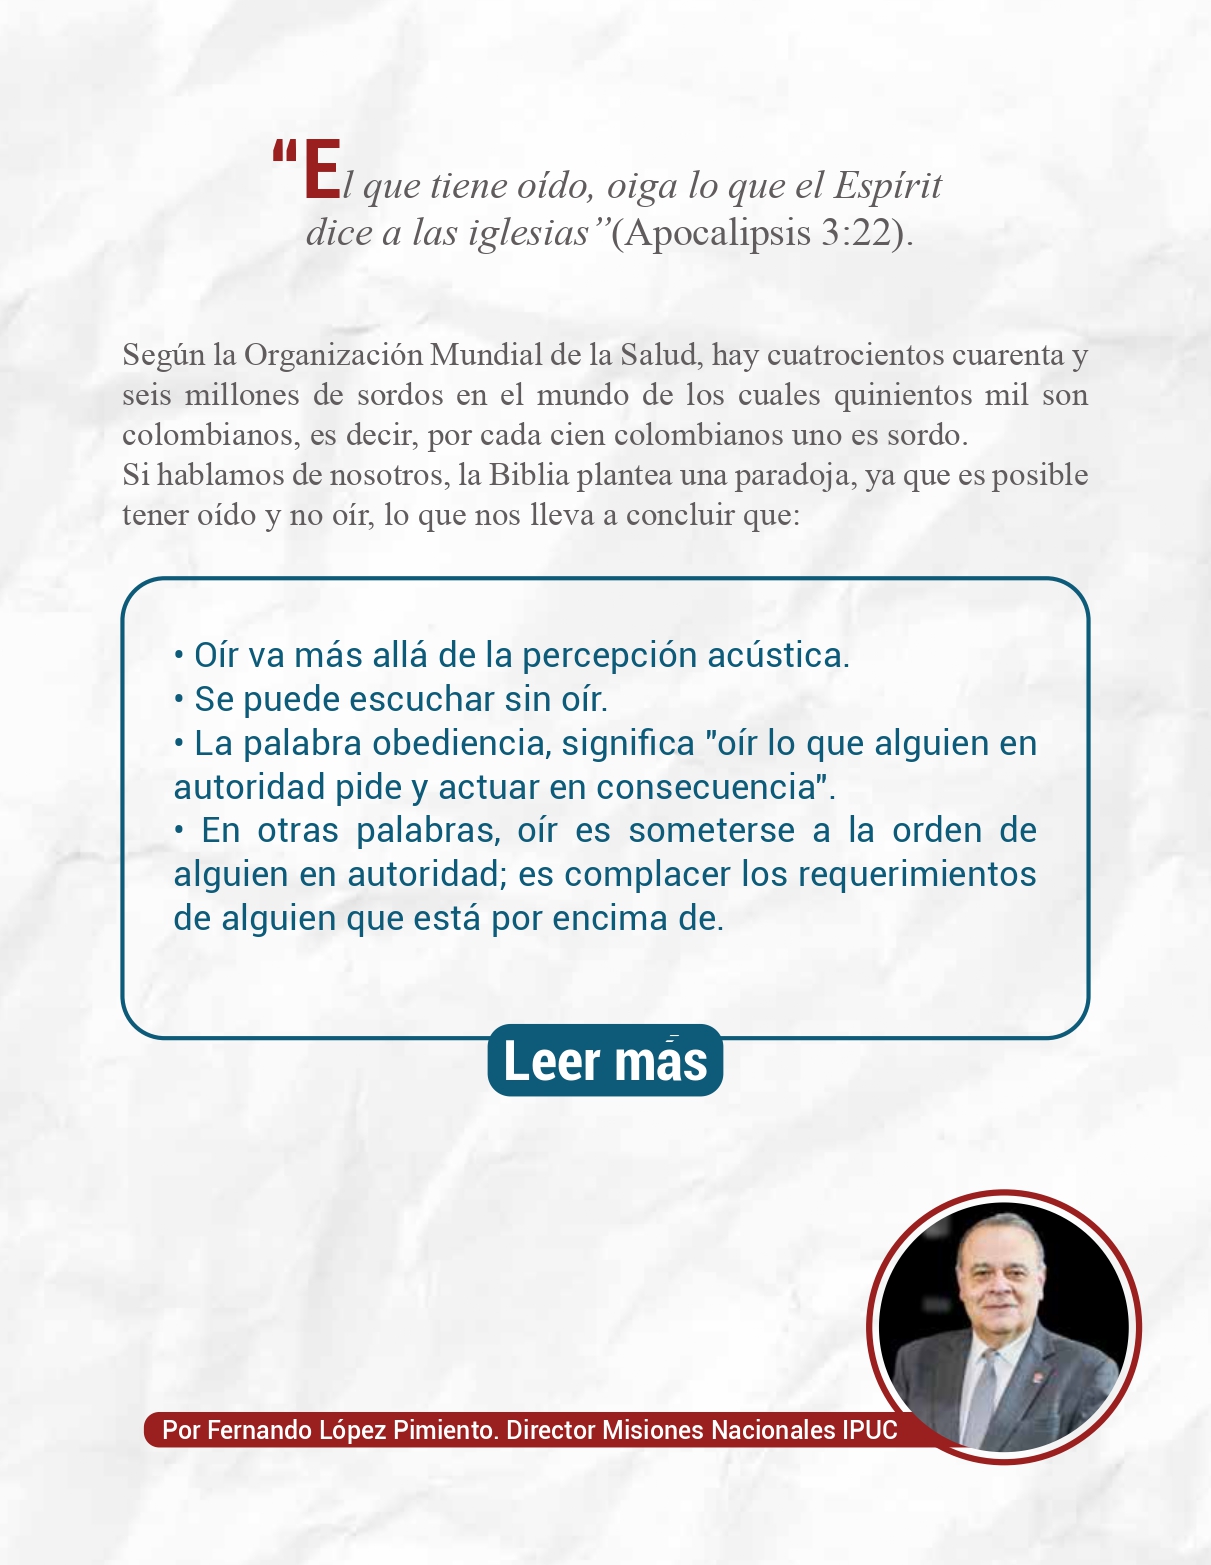 “El que tiene oído, oiga lo que el Espírit
dice a las iglesias”(Apocalipsis 3:22).
Según la Organización Mundial de la Salud, hay cuatrocientos cuarenta y
seis millones de sordos en el mundo de los cuales quinientos mil son
colombianos, es decir, por cada cien colombianos uno es sordo.
Si hablamos de nosotros, la Biblia plantea una paradoja, ya que es posible
tener oído y no oír, lo que nos lleva a concluir que:
• Oír va más allá de la percepción acústica.
• Se puede escuchar sin oír.
• La palabra obediencia, significa "oír lo que alguien en
autoridad pide y actuar en consecuencia".
• En otras palabras, oír es someterse a la orden de
alguien en autoridad; es complacer los requerimientos
de alguien que está por encima de.
Leer más
Por Fernando López Pimiento. Director Misiones Nacionales IPUC